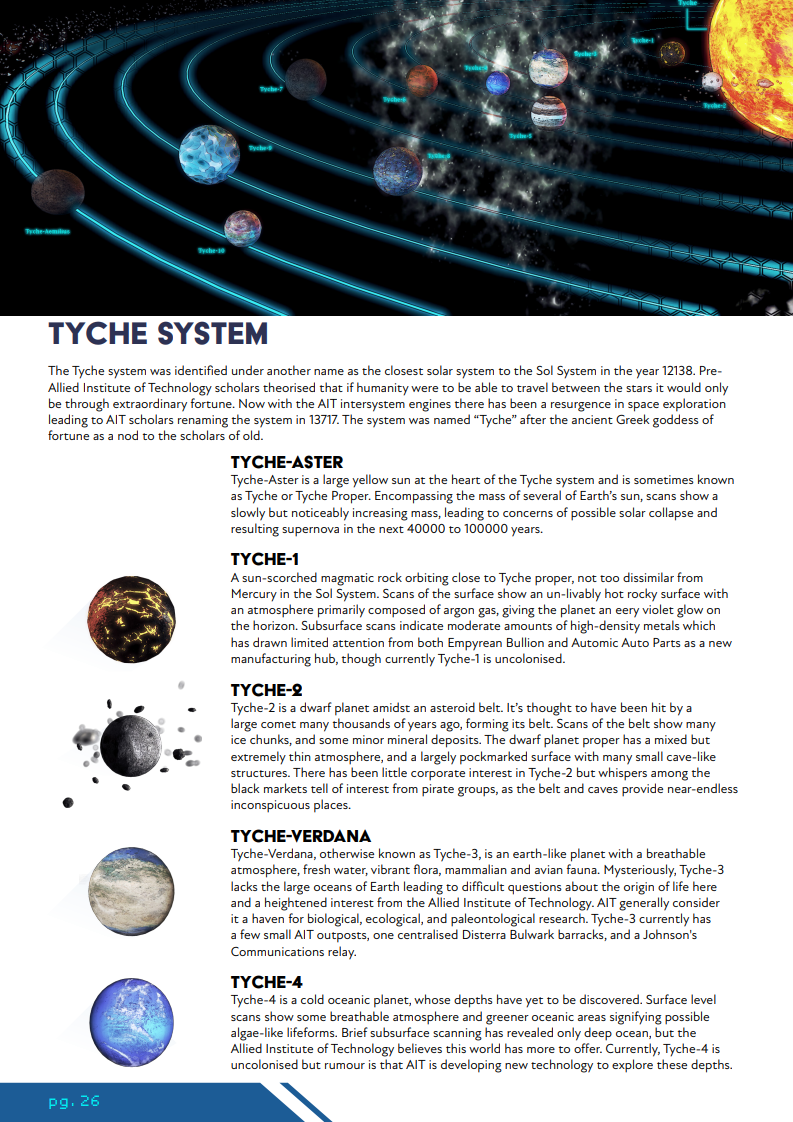 Tyche
Tyche-1
Tyche-2
Tyche-7
Tyche-6
Tyche-5
Tyche-9
Tyche-10
TYCHE SYSTEM
The Tyche system was identified under another name as the closest solar system to the Sol System in the year 12138. Pre-
Allied Institute of Technology scholars theorised that if humanity were to be able to travel between the stars it would only
be through extraordinary fortune. Now with the AIT intersystem engines there has been a resurgence in space exploration
leading to AIT scholars renaming the system in 13717. The system was named “Tyche” after the ancient Greek goddess of
fortune as a nod to the scholars of old.
TYCHE-ASTER
Tyche-Aster is a large yellow sun at the heart of the Tyche system and is sometimes known
as Tyche or Tyche Proper. Encompassing the mass of several of Earth’s sun, scans show a
slowly but noticeably increasing mass, leading to concerns of possible solar collapse and
resulting supernova in the next 40000 to 100000 years.
TYCHE-1
A sun-scorched magmatic rock orbiting close to Tyche proper, not too dissimilar from
Mercury in the Sol System. Scans of the surface show an un-livably hot rocky surface with
an atmosphere primarily composed of argon gas, giving the planet an eery violet glow on
the horizon. Subsurface scans indicate moderate amounts of high-density metals which
has drawn limited attention from both Empyrean Bullion and Automic Auto Parts as a new
manufacturing hub, though currently Tyche-1 is uncolonised.
TYCHE-2
Tyche-2 is a dwarf planet amidst an asteroid belt. It’s thought to have been hit by a
large comet many thousands of years ago, forming its belt. Scans of the belt show many
ice chunks, and some minor mineral deposits. The dwarf planet proper has a mixed but
extremely thin atmosphere, and a largely pockmarked surface with many small cave-like
structures. There has been little corporate interest in Tyche-2 but whispers among the
black markets tell of interest from pirate groups, as the belt and caves provide near-endless
inconspicuous places.
TYCHE-VERDANA
Tyche-Verdana, otherwise known as Tyche-3, is an earth-like planet with a breathable
atmosphere, fresh water, vibrant flora, mammalian and avian fauna. Mysteriously, Tyche-3
lacks the large oceans of Earth leading to difficult questions about the origin of life here
and a heightened interest from the Allied Institute of Technology. AIT generally consider
it a haven for biological, ecological, and paleontological research. Tyche-3 currently has
a few small AIT outposts, one centralised Disterra Bulwark barracks, and a Johnson's
Communications relay.
TYCHE-4
Tyche-4 is a cold oceanic planet, whose depths have yet to be discovered. Surface level
scans show some breathable atmosphere and greener oceanic areas signifying possible
algae-like lifeforms. Brief subsurface scanning has revealed only deep ocean, but the
Allied Institute of Technology believes this world has more to offer. Currently, Tyche-4 is
uncolonised but rumour is that AIT is developing new technology to explore these depths.
pg. 26